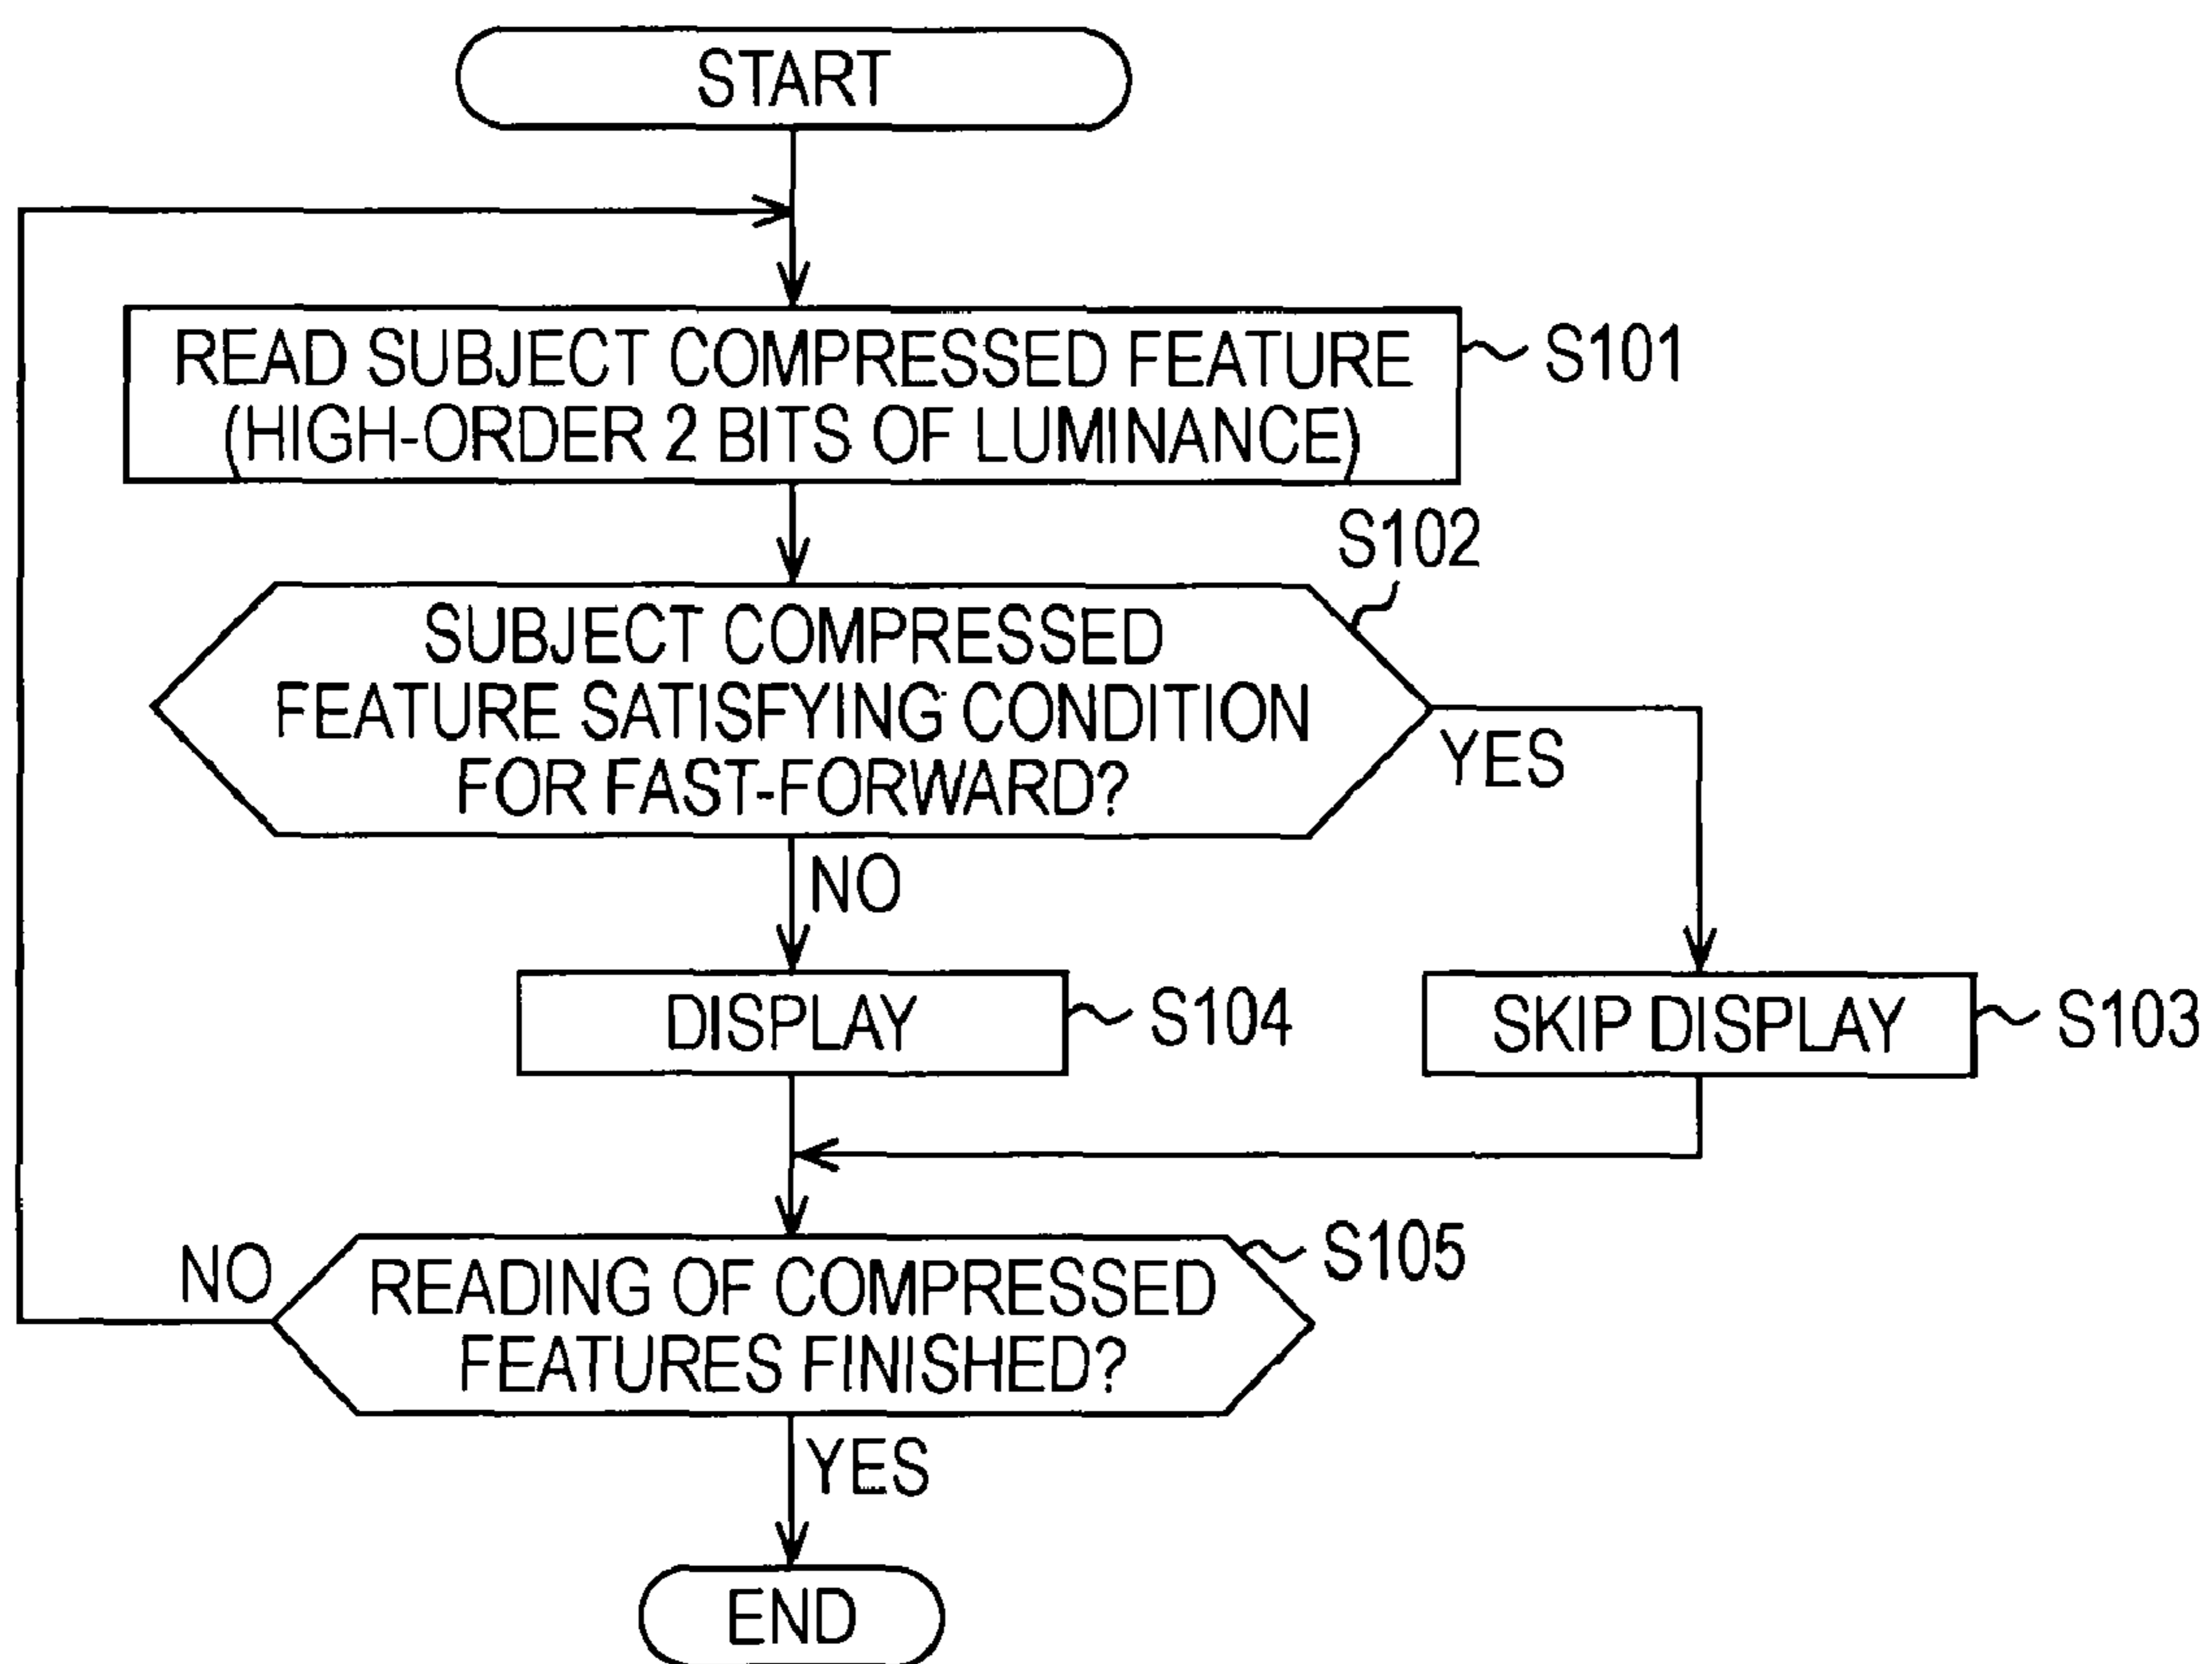 START
READ SUBJECT COMPRESSED FEATURE
(HIGH-ORDER 2 BITS OF LUMINANCE)
S101
S102
SUBJECT COMPRESSED
FEATURE SATISFYING CONDITION
FOR FAST-FORWARD?
YES
NO
DISPLAY
S104
SKIP DISPLAY
S103
NO
READING OF COMPRESSED
FEATURES FINISHED?
S105
YES
END